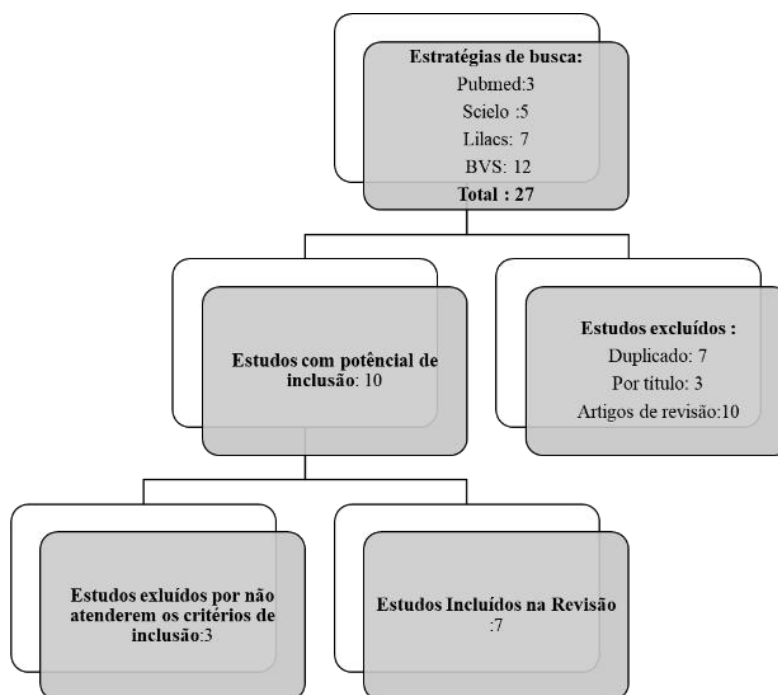 Estratégias de busca:
Pubmed:3
Scielo :5
Lilacs: 7
BVS: 12
Total : 27
Estudos com potêncial de
inclusão: 10
Estudos excluídos :
Duplicado: 7
Por título: 3
Artigos de revisão:10
Estudos exluídos por não
atenderem os critérios de
inclusão:3
Estudos Incluídos na Revisão
:7